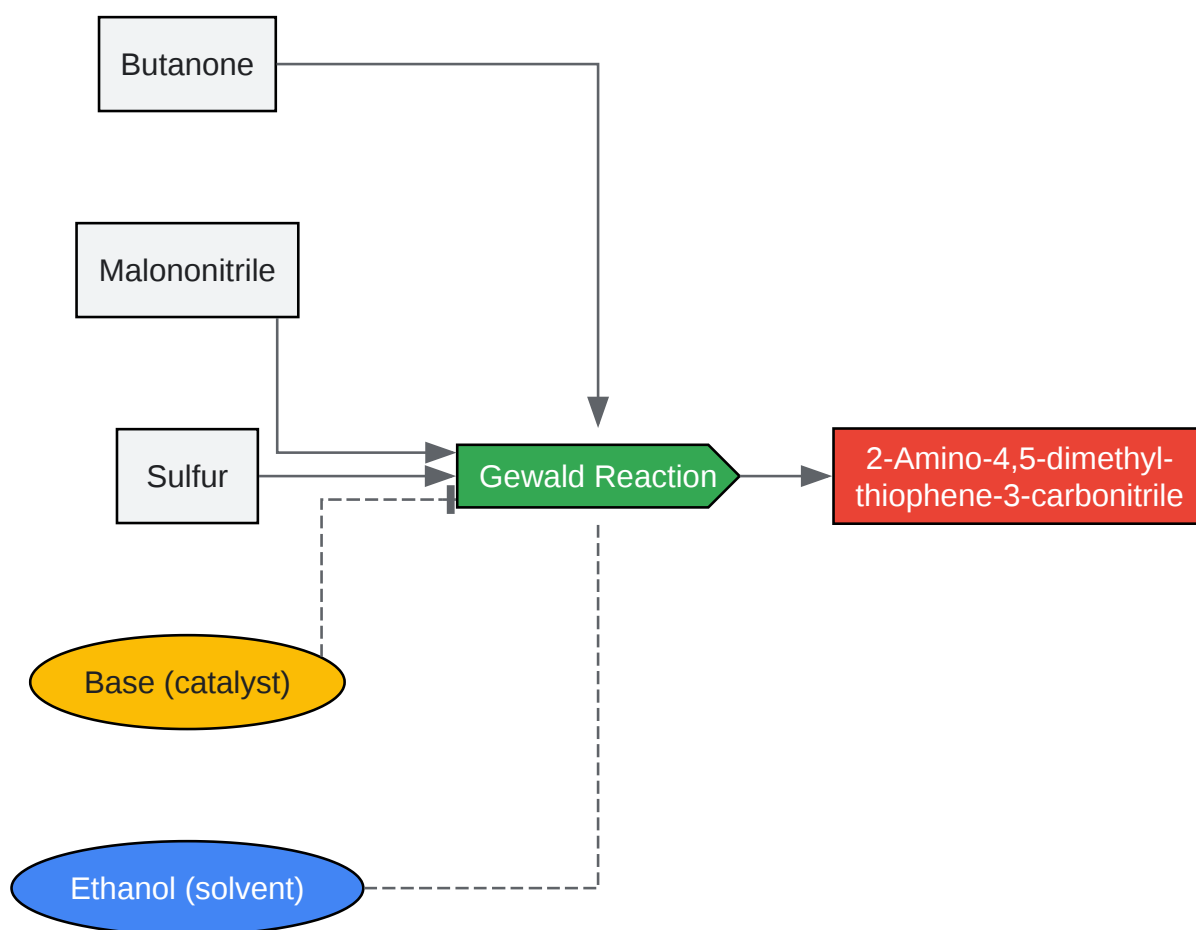 Butanone
Malononitrile
Sulfur
Gewald Reaction
2-Amino-4,5-dimethyl-
thiophene-3-carbonitrile
Base (catalyst)
Ethanol (solvent)